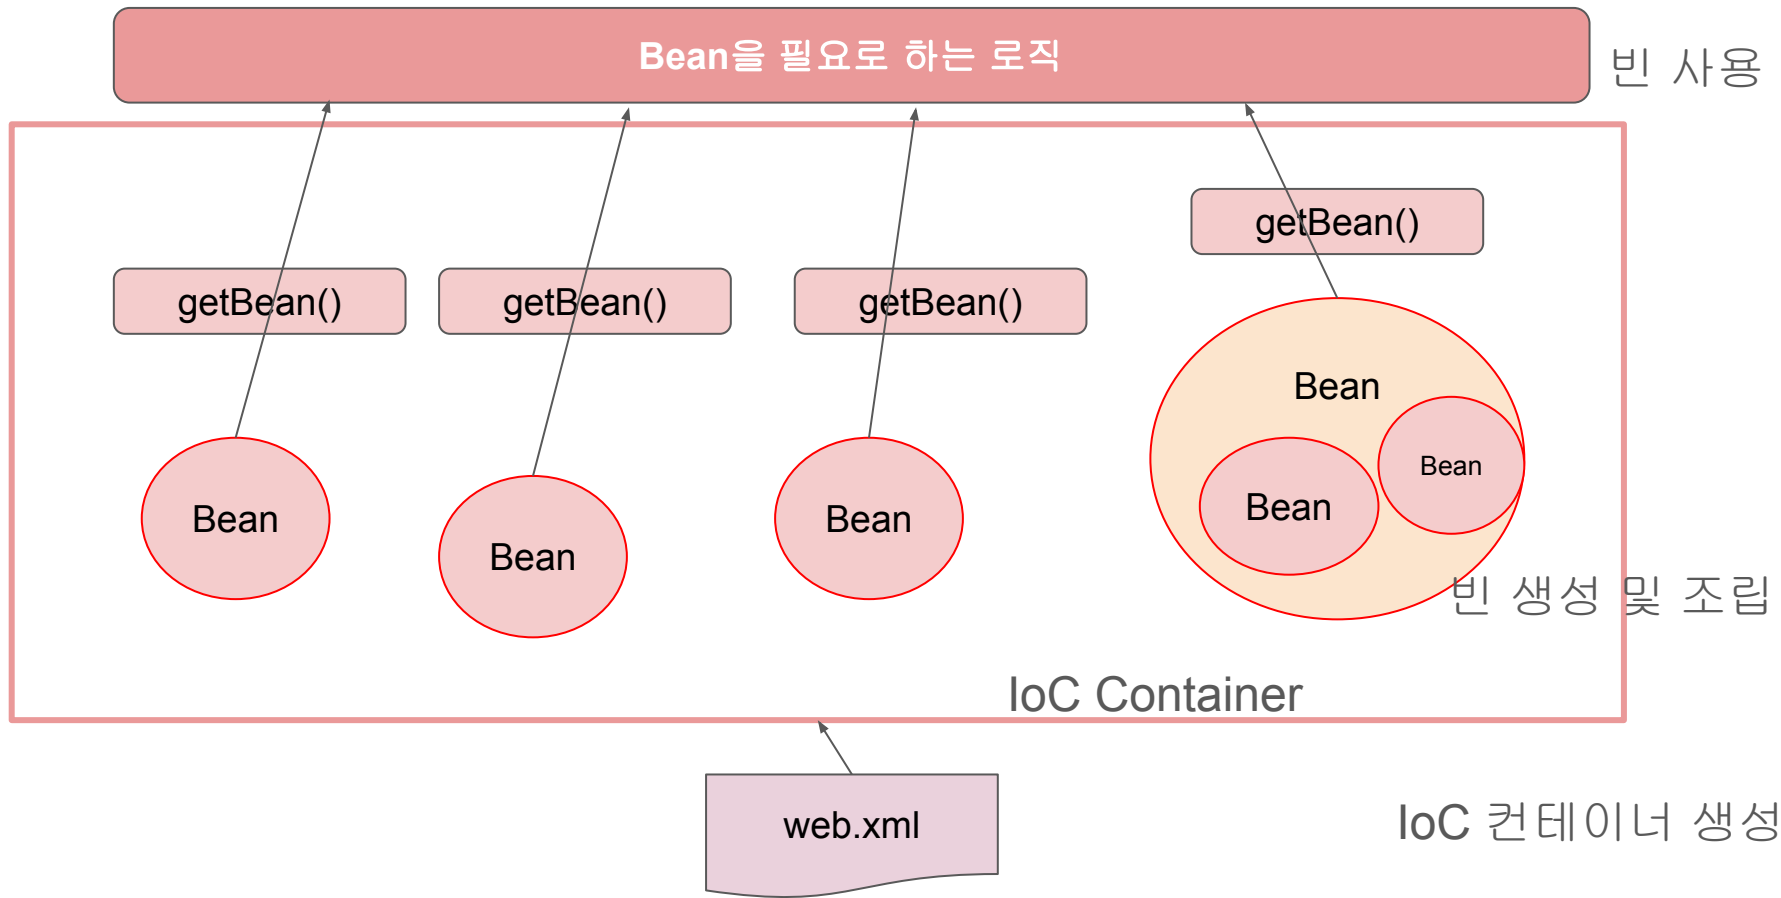 Bean을 필요로 하는 로직
빈 사용
getBean()
getBean()
getBean()
getBean()
Bean
Bean
Bean
Bean
Bean
Bean
빈 생성 및 조립
IoC Container
web.xml
IoC 컨테이너 생성